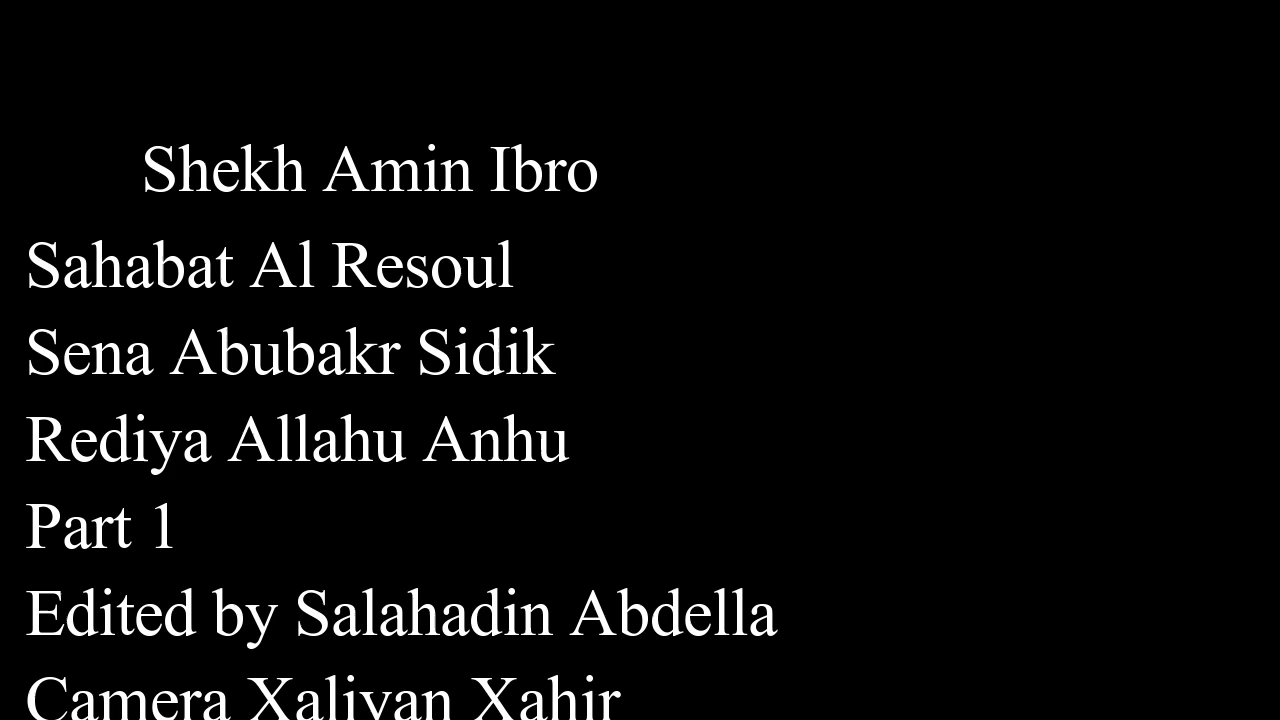 Shekh Amin Ibro
Sahabat Al Resoul
Sena Abubakr Sidik
Rediya Allahu Anhu
Part 1
Edited by Salahadin Abdella
Camera Xaliyan Xahir